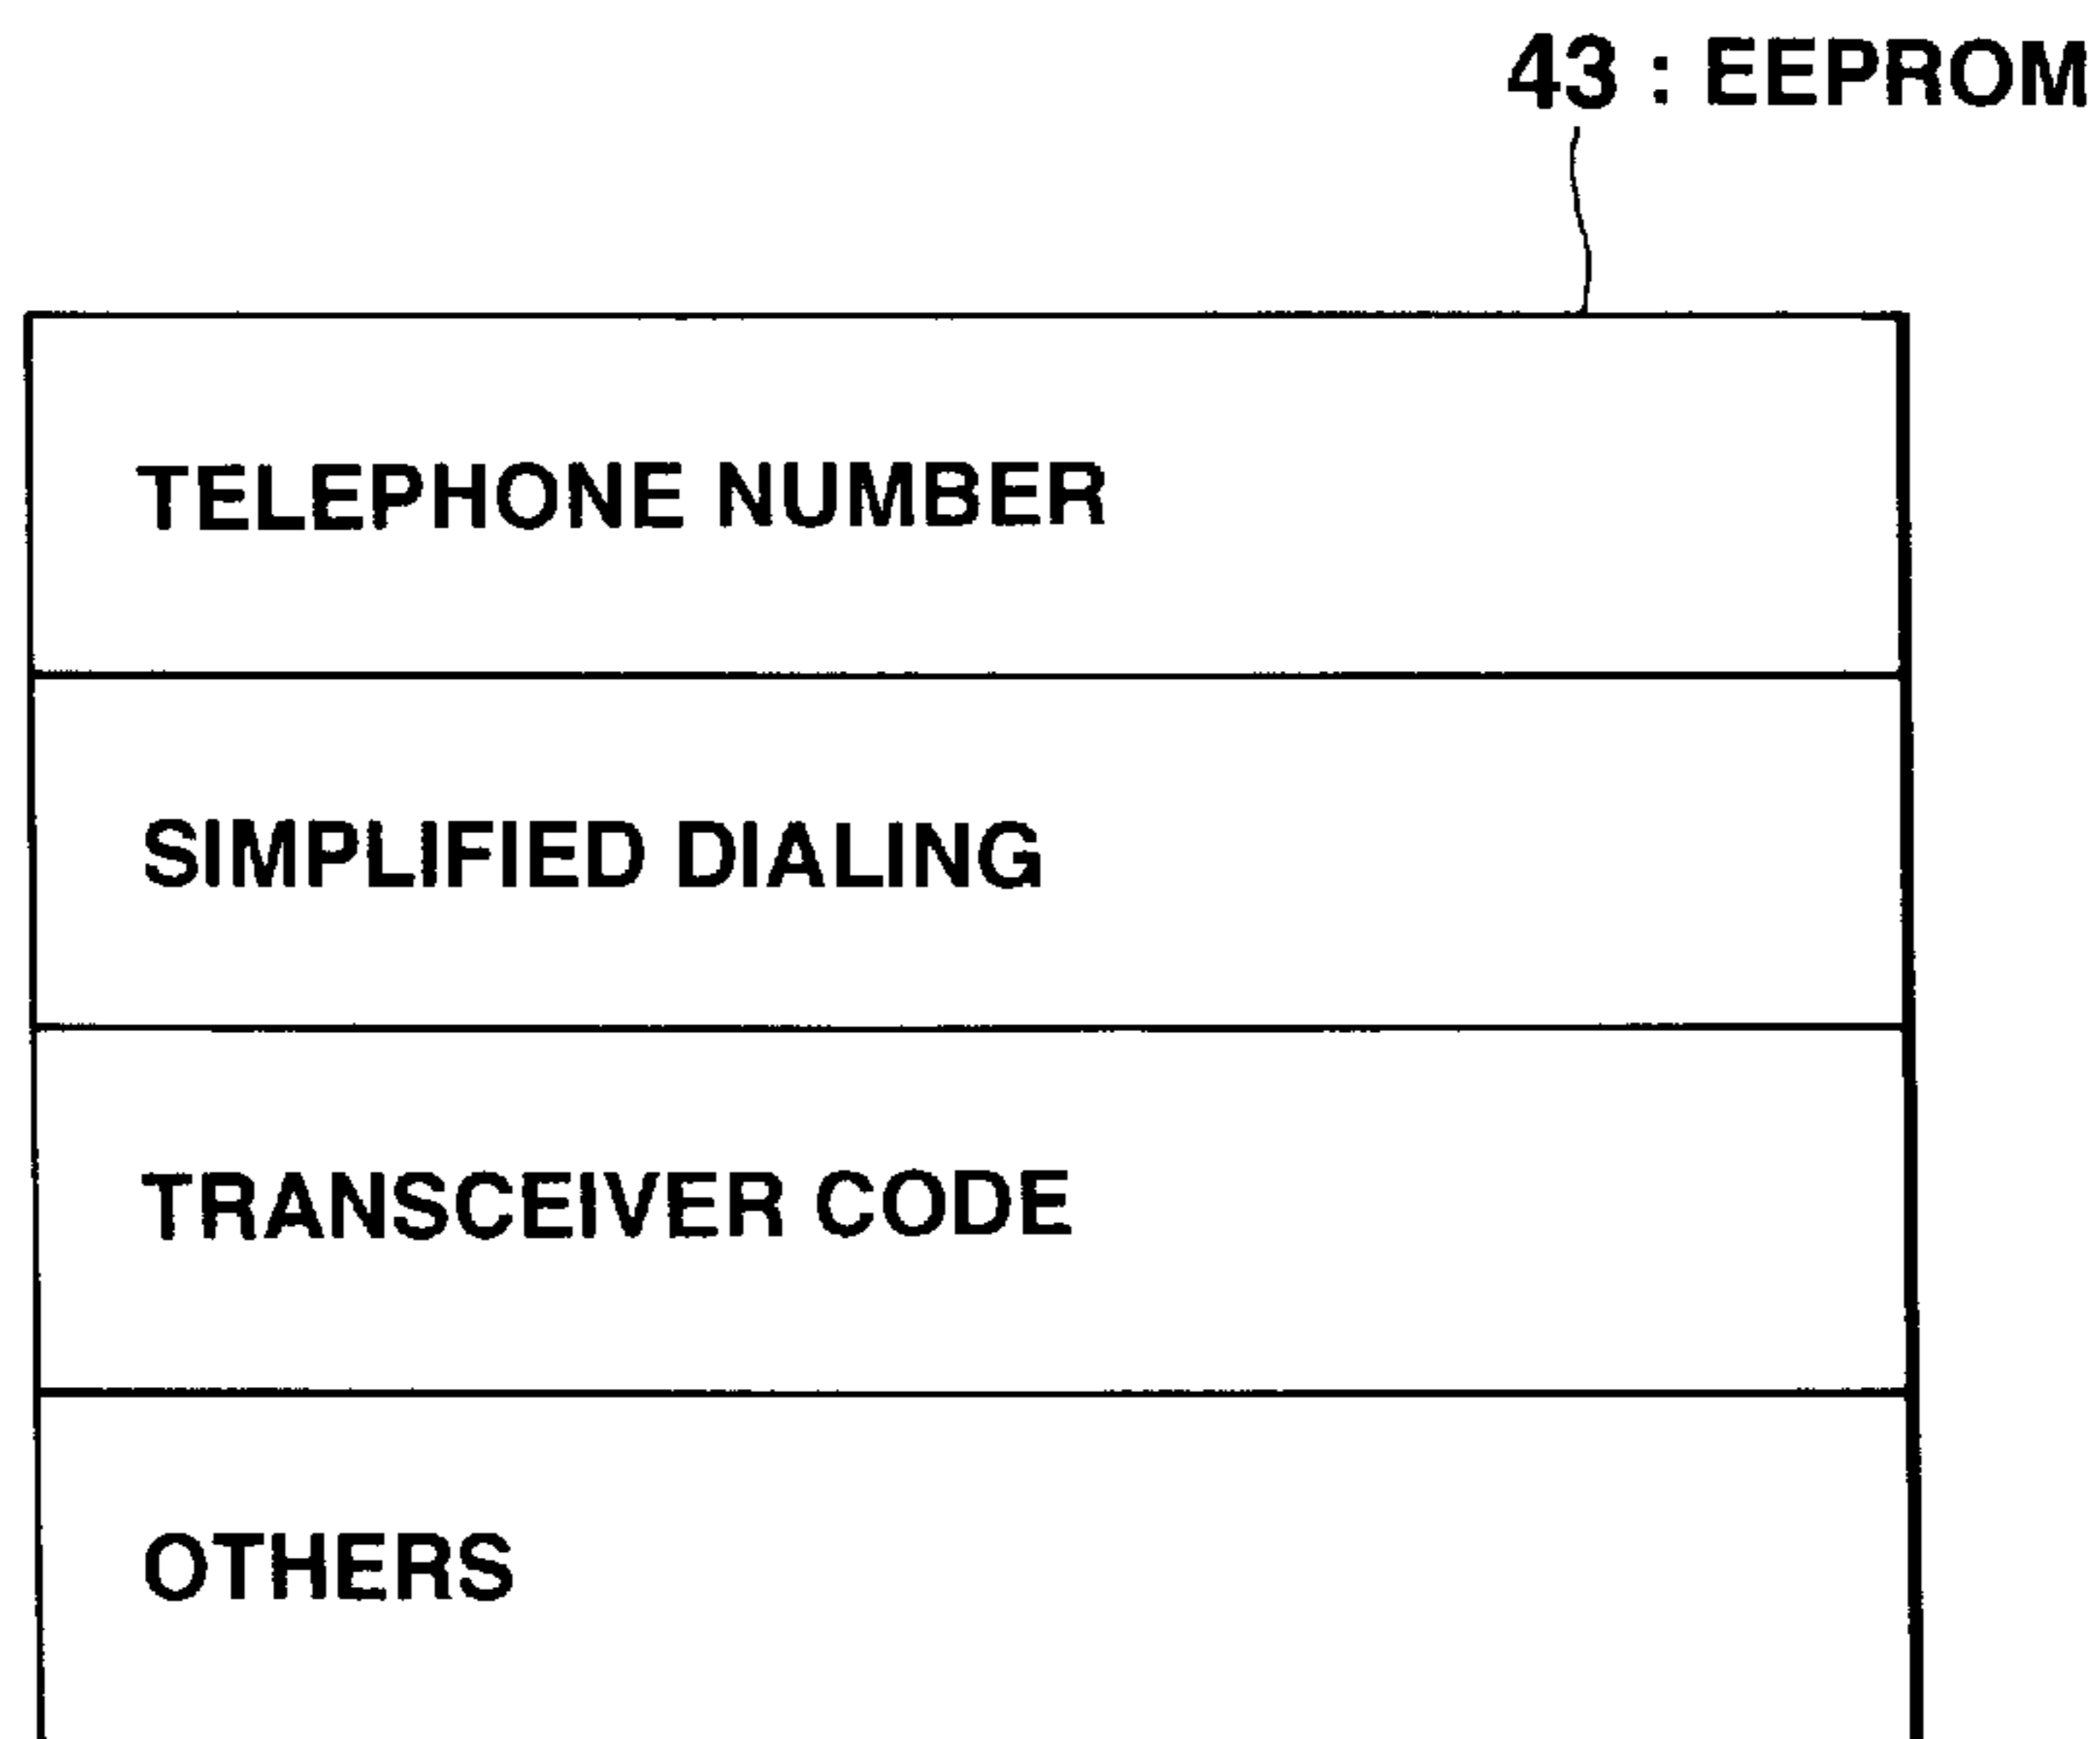 43 : EEPROM
TELEPHONE NUMBER
SIMPLIFIED DIALING
TRANSCEIVER CODE
OTHERS